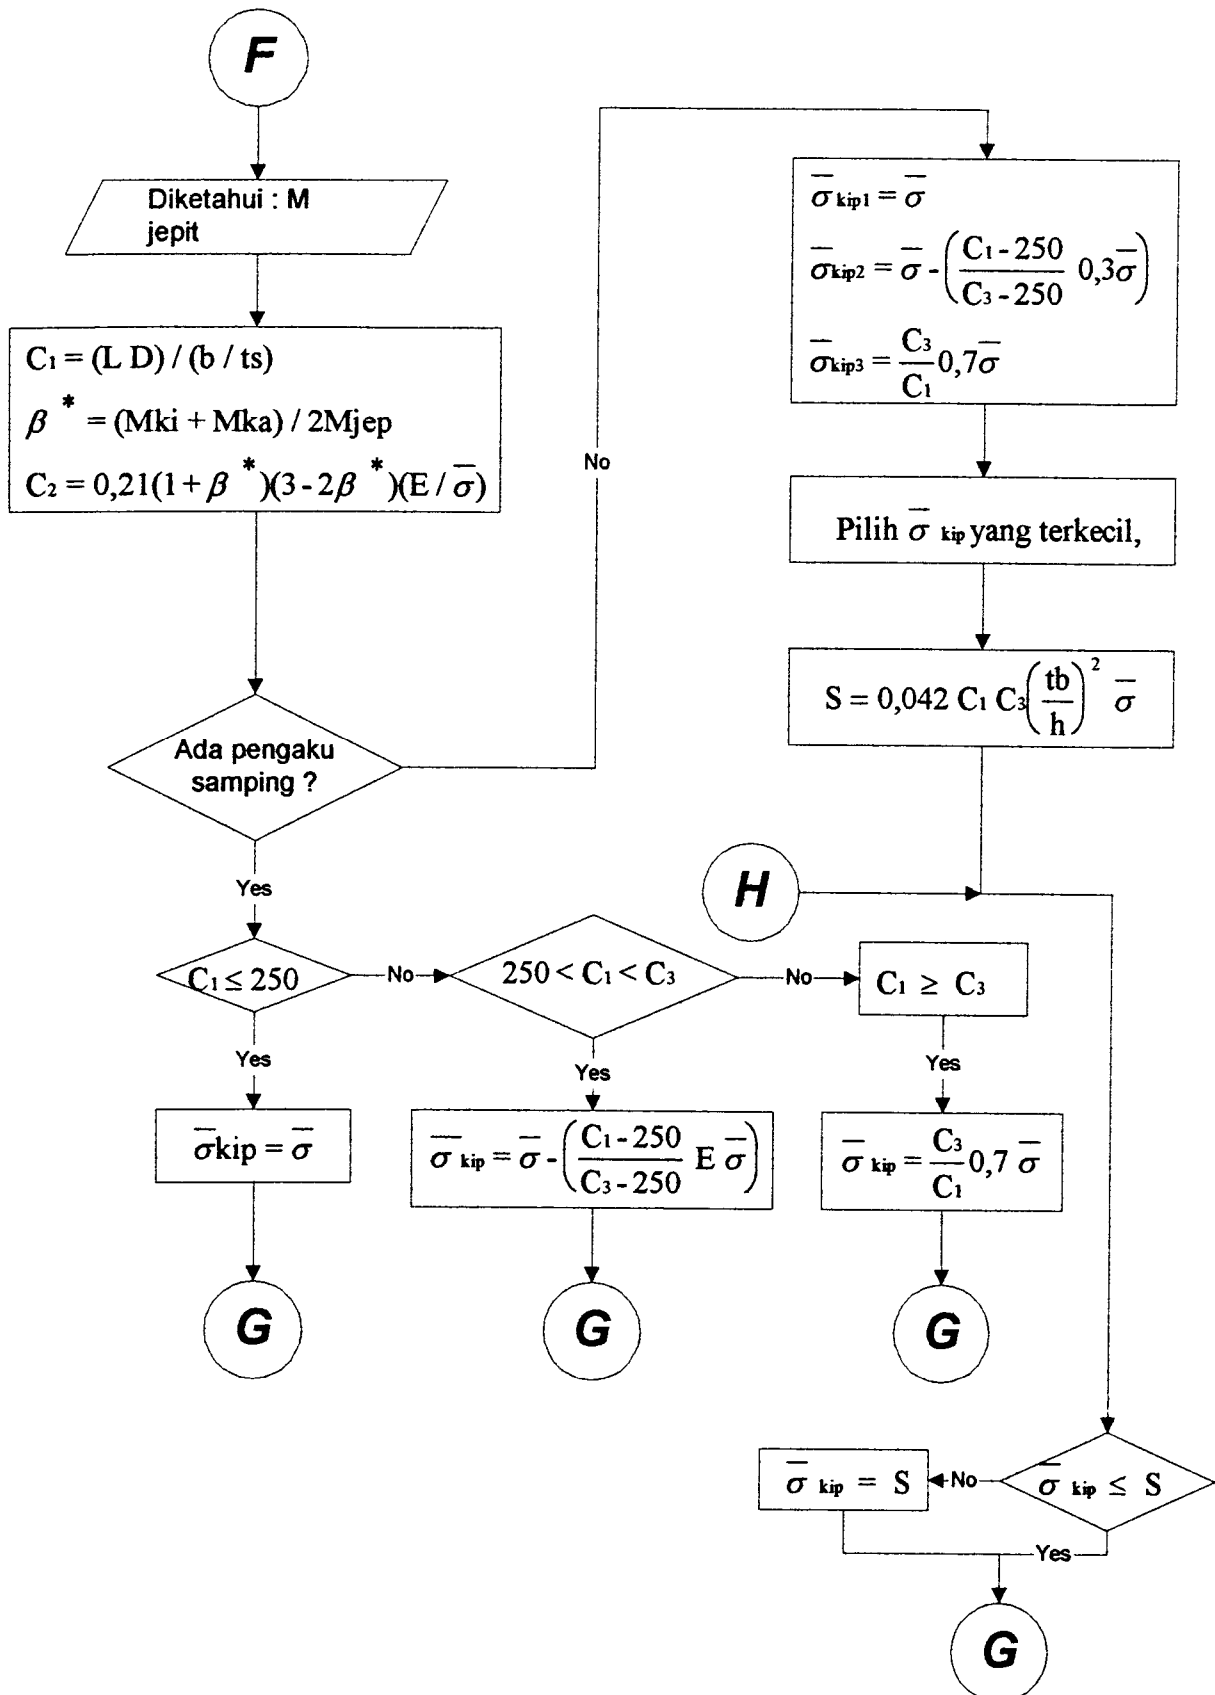 F
Diketahui : M
jepit
C₁ = (L D) / (b / ts)
β * = (Mki + Mka) / 2Mjep
C₂ = 0,21(1 + β *)(3 - 2β *)(E / σ̅)
Ada pengaku
samping ?
No
σ̅ kip1 = σ̅
σ̅ kip2 = σ̅ - ((C₁ - 250) / (C₃ - 250) 0,3σ̅)
σ̅ kip3 = C₃ / C₁ 0,7σ̅
Pilih σ̅ kip yang terkecil,
S = 0,042 C₁ C₃ (tb / h)² σ̅
H
Yes
C₁ ≤ 250
No
250 < C₁ < C₃
No
C₁ ≥ C₃
Yes
Yes
Yes
σ̅kip = σ̅
σ̅ kip = σ̅ - ((C₁ - 250) / (C₃ - 250) E σ̅)
σ̅ kip = C₃ / C₁ 0,7 σ̅
G
G
G
σ̅ kip = S
No
σ̅ kip ≤ S
Yes
G